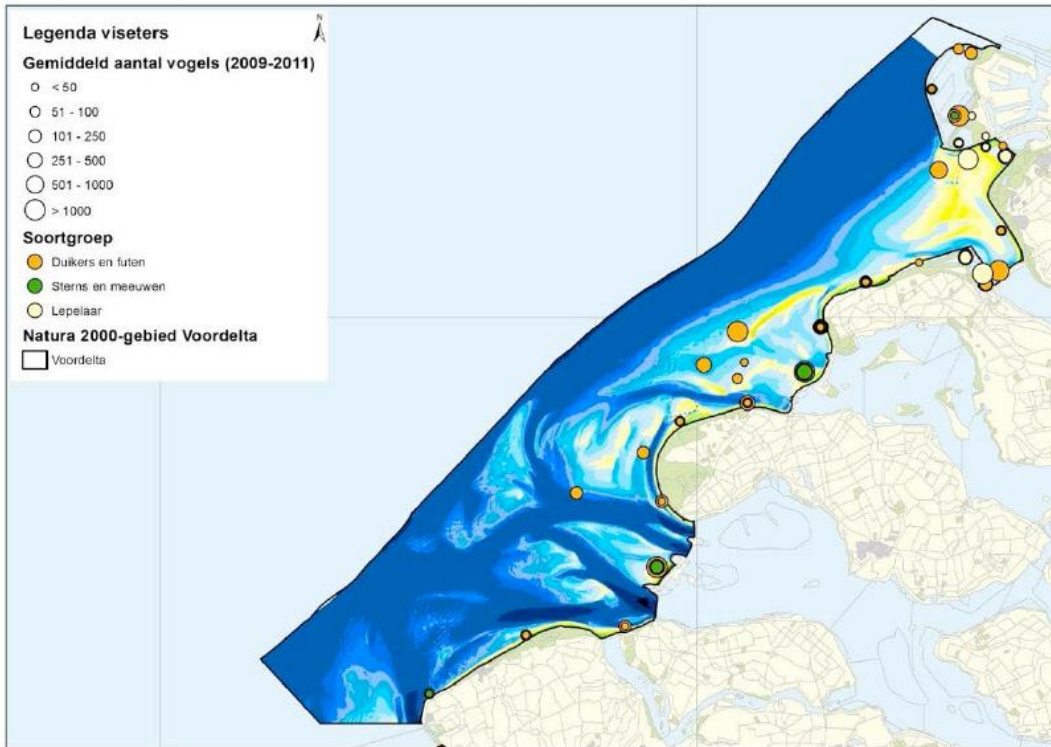 N
Legenda viseters
Gemiddeld aantal vogels (2009-2011)
< 50
51 - 100
101 - 250
251 - 500
501 - 1000
> 1000
Soortgroep
Duikers en futen
Sterns en meeuwen
Lepelaar
Natura 2000-gebied Voordelta
Voordelta